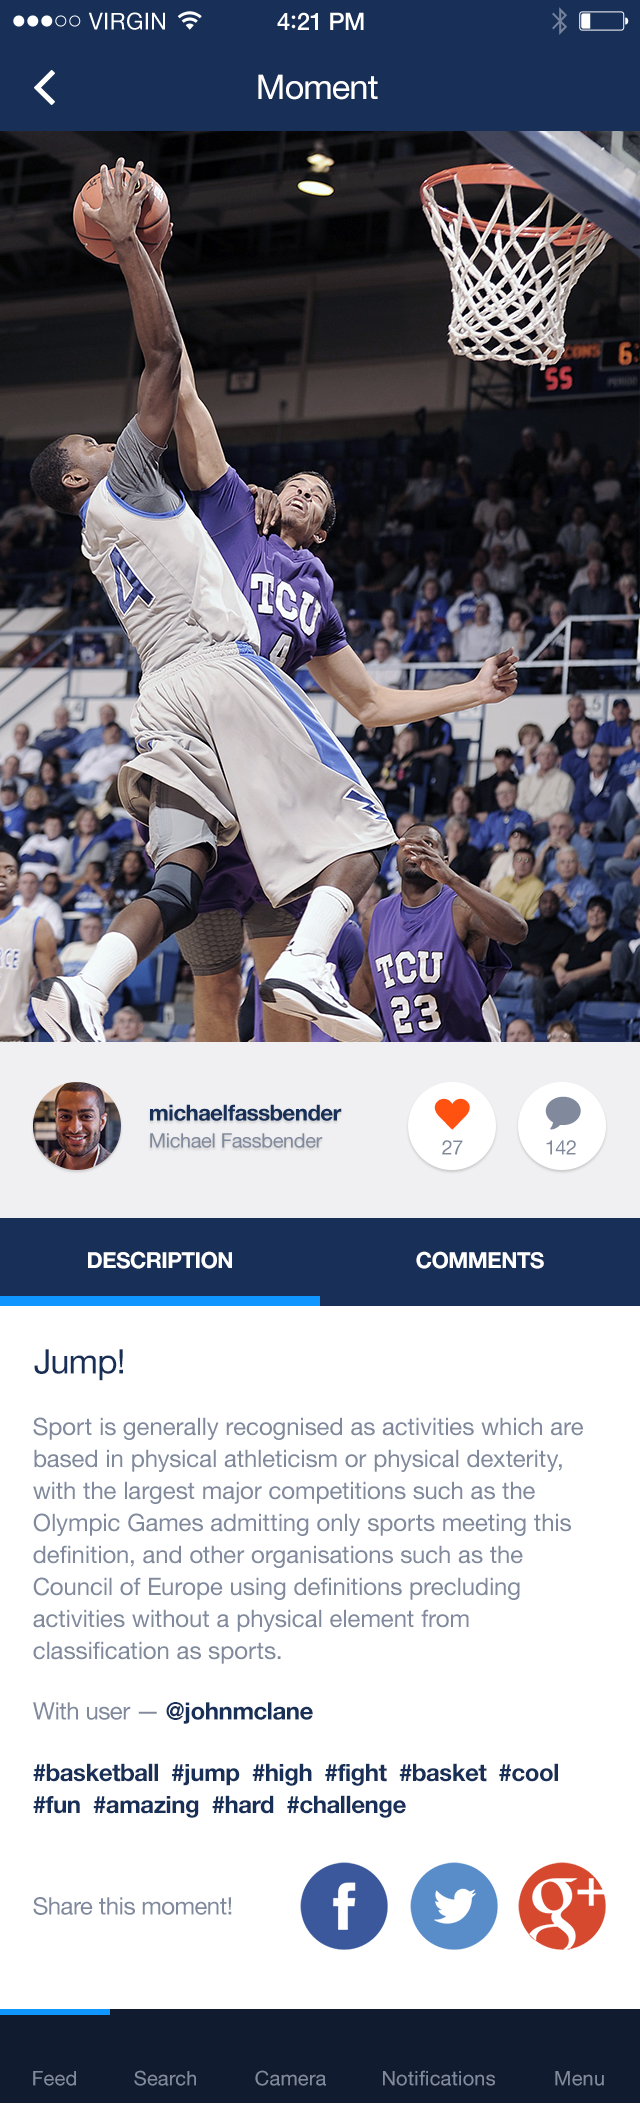 VIRGIN 4:21 PM
Moment
CONS 6:
55
4
TCU
4
TCU
23
michaelfassbender
Michael Fassbender
27 142
DESCRIPTION COMMENTS
Jump!
Sport is generally recognised as activities which are
based in physical athleticism or physical dexterity,
with the largest major competitions such as the
Olympic Games admitting only sports meeting this
definition, and other organisations such as the
Council of Europe using definitions precluding
activities without a physical element from
classification as sports.
With user — @johnmclane
#basketball #jump #high #fight #basket #cool
#fun #amazing #hard #challenge
Share this moment! f g+
Feed Search Camera Notifications Menu